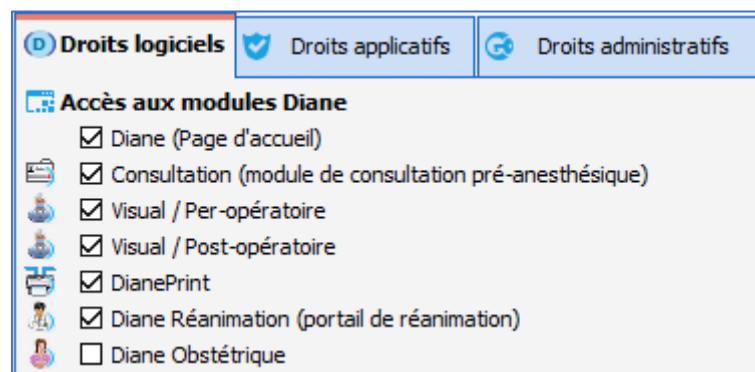 Droits logiciels Droits applicatifs Droits administratifs
Accès aux modules Diane
Diane (Page d'accueil)
Consultation (module de consultation pré-anesthésique)
Visual / Per-opératoire
Visual / Post-opératoire
DianePrint
Diane Réanimation (portail de réanimation)
Diane Obstétrique